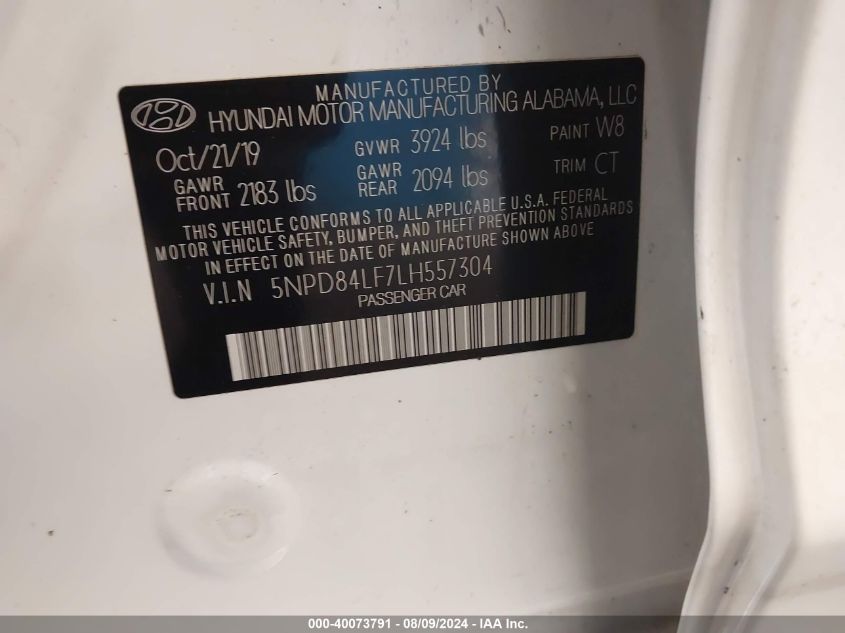 MANUFACTURED BY
HYUNDAI MOTOR MANUFACTURING ALABAMA, LLC
Oct/21/19 GVWR 3924 lbs PAINT W8
GAWR FRONT 2183 lbs GAWR REAR 2094 lbs TRIM CT
THIS VEHICLE CONFORMS TO ALL APPLICABLE U.S.A. FEDERAL
MOTOR VEHICLE SAFETY, BUMPER, AND THEFT PREVENTION STANDARDS
IN EFFECT ON THE DATE OF MANUFACTURE SHOWN ABOVE
V.I.N 5NPD84LF7LH557304
PASSENGER CAR
000-40073791 - 08/09/2024 - IAA Inc.